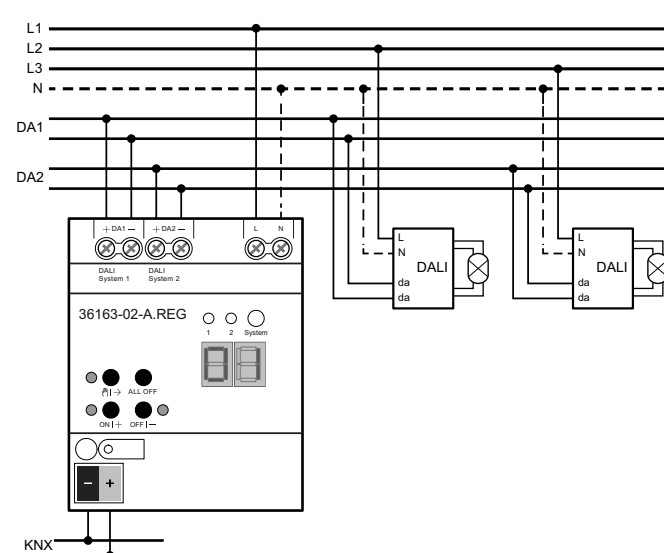 L1
L2
L3
N
DA1
DA2
+ DA1 − + DA2 − L N
DALI System 1
DALI System 2
36163-02-A.REG
1 2 System
ALL OFF
ON | + OFF | −
− +
KNX
L
N
DALI
da
da
L
N
DALI
da
da